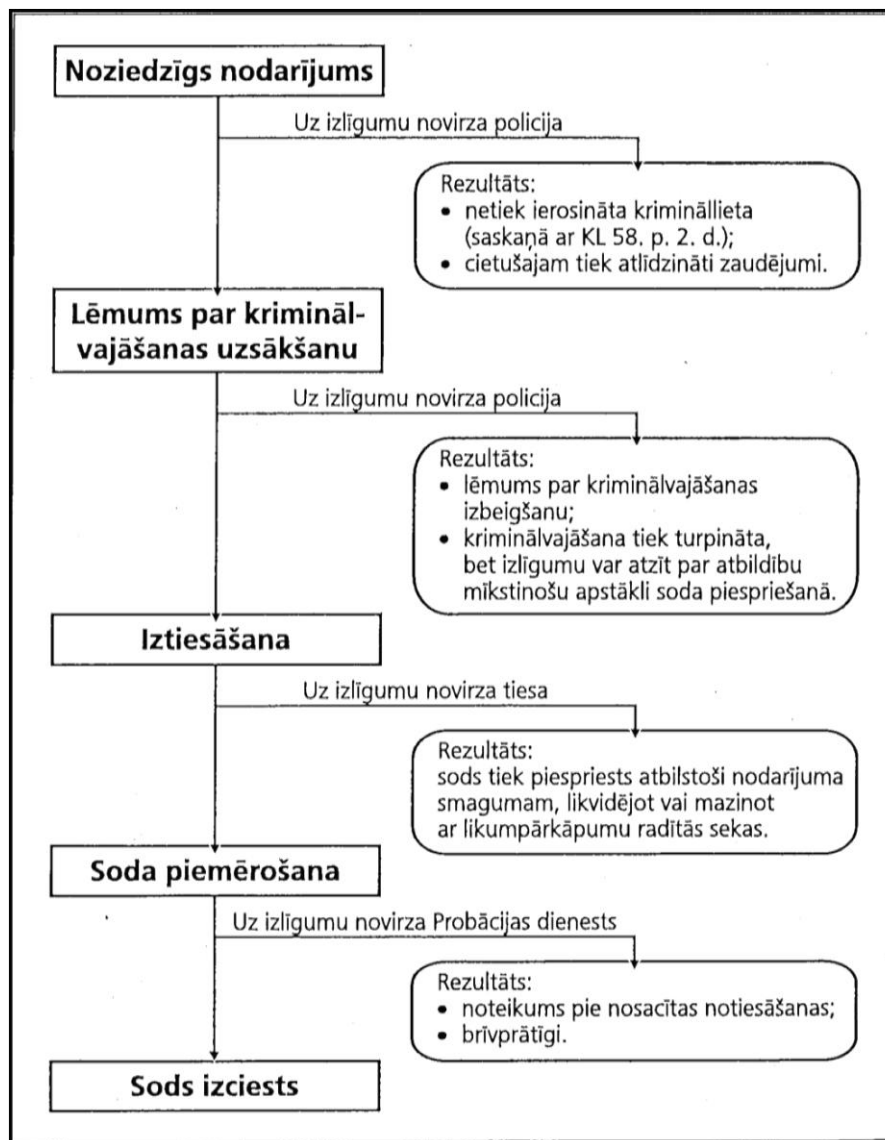 Noziedzīgs nodarījums
Uz izlīgumu novirza policija
Rezultāts:
• netiek ierosināta krimināllieta
(saskaņā ar KL 58. p. 2. d.);
• cietušajam tiek atlīdzināti zaudējumi.
Lēmums par krimināl-
vajāšanas uzsākšanu
Uz izlīgumu novirza policija
Rezultāts:
• lēmums par kriminālvajāšanas
izbeigšanu;
• kriminālvajāšana tiek turpināta,
bet izlīgumu var atzīt par atbildību
mīkstinošu apstākli soda piespriešanā.
Iztiesāšana
Uz izlīgumu novirza tiesa
Rezultāts:
sods tiek piespriests atbilstoši nodarījuma
smagumam, likvidējot vai mazinot
ar likumpārkāpumu radītās sekas.
Soda piemērošana
Uz izlīgumu novirza Probācijas dienests
Rezultāts:
• noteikums pie nosacītas notiesāšanas;
• brīvprātīgi.
Sods izciests